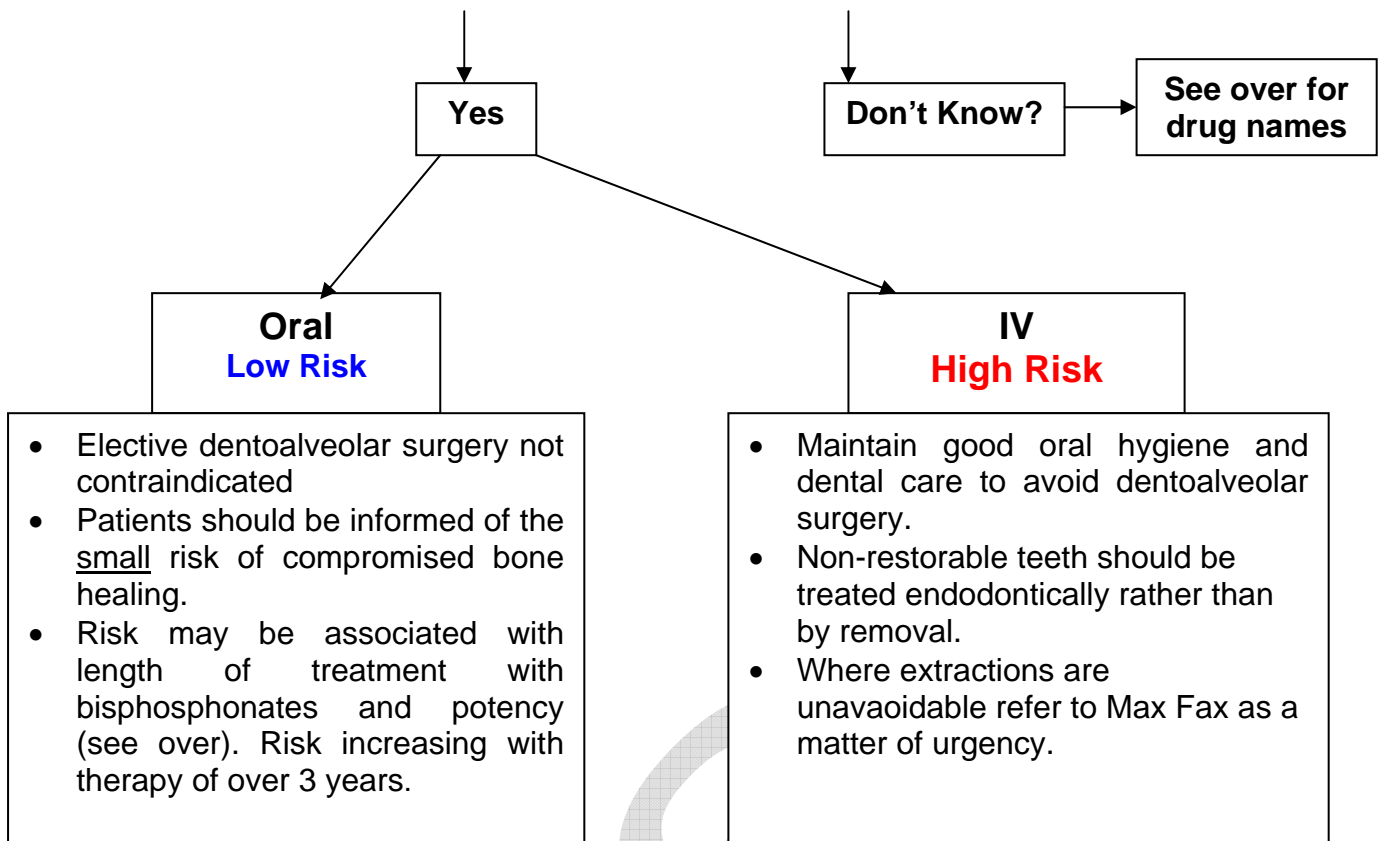 Yes
Don't Know?
See over for
drug names
Oral
Low Risk
• Elective dentoalveolar surgery not
contraindicated
• Patients should be informed of the
small risk of compromised bone
healing.
• Risk may be associated with
length of treatment with
bisphosphonates and potency
(see over). Risk increasing with
therapy of over 3 years.
IV
High Risk
• Maintain good oral hygiene and
dental care to avoid dentoalveolar
surgery.
• Non-restorable teeth should be
treated endodontically rather than
by removal.
• Where extractions are
unavaoidable refer to Max Fax as a
matter of urgency.